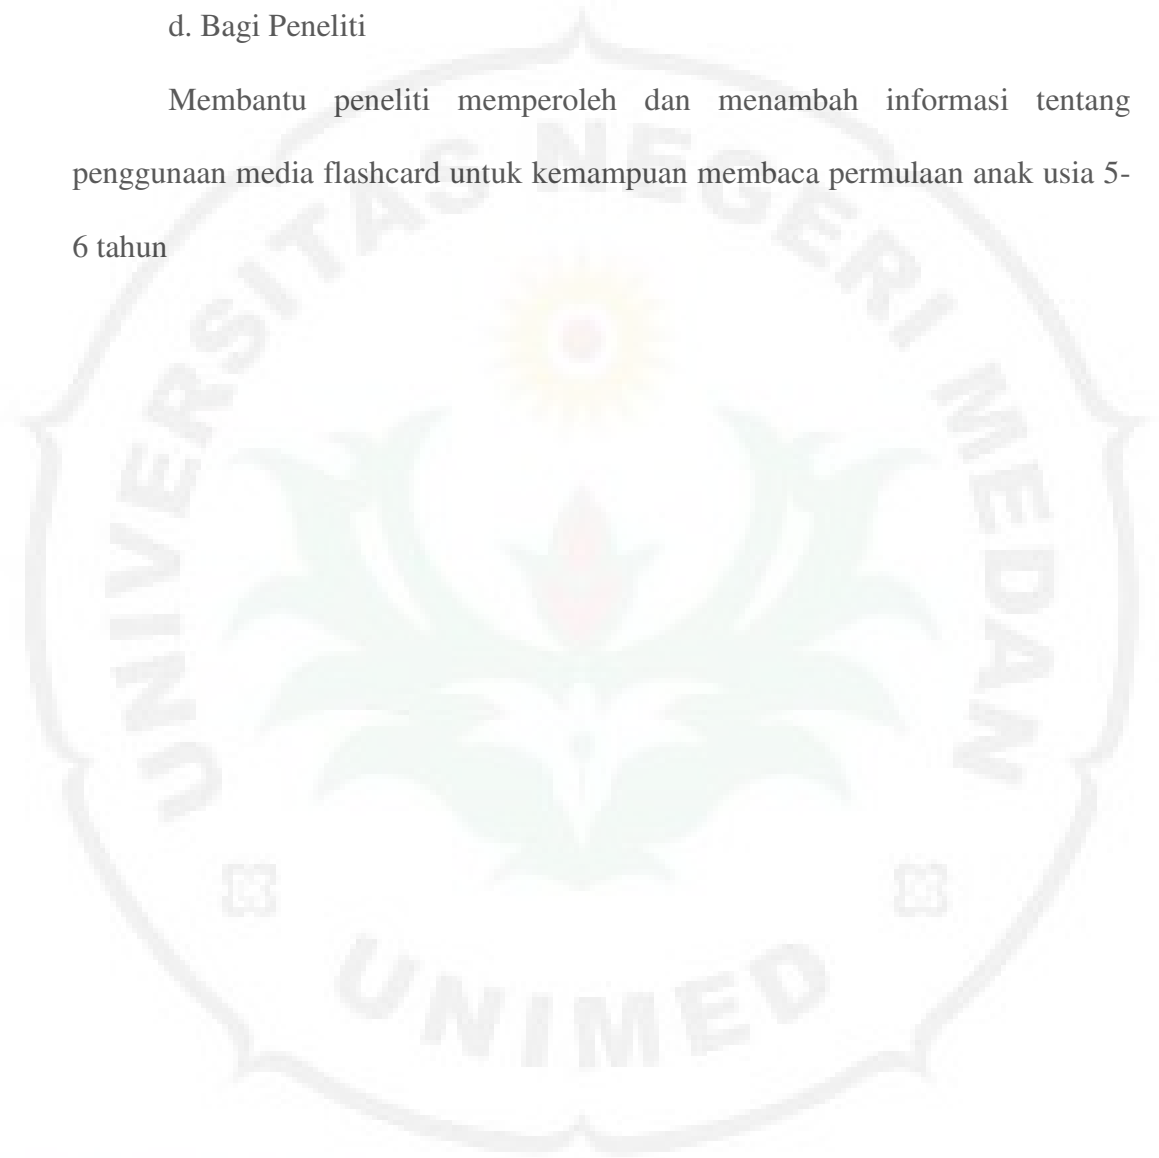 d. Bagi Peneliti
Membantu peneliti memperoleh dan menambah informasi tentang
penggunaan media flashcard untuk kemampuan membaca permulaan anak usia 5-
6 tahun
UNIVERSITAS NEGERI MEDAN
UNIMED